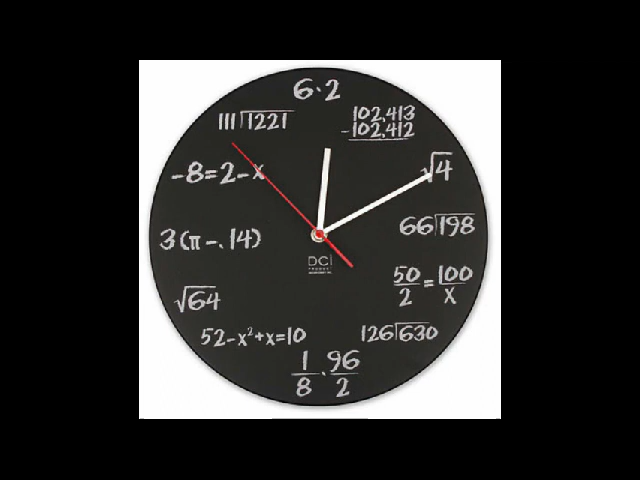 6·2
111⟌1221
102,413
-102,412
-8=2-x
√4
3(π-.14)
66⟌198
√64
50/2=100/x
52-x²+x=10
126⟌630
1/8·96/2
DCI
PRODUCT